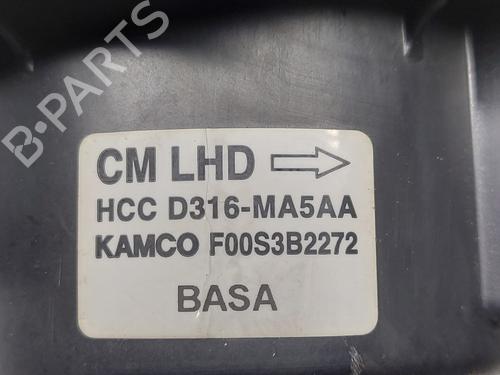 B-PARTS
CM LHD
HCC D316-MA5AA
KAMCO F00S3B2272
BASA